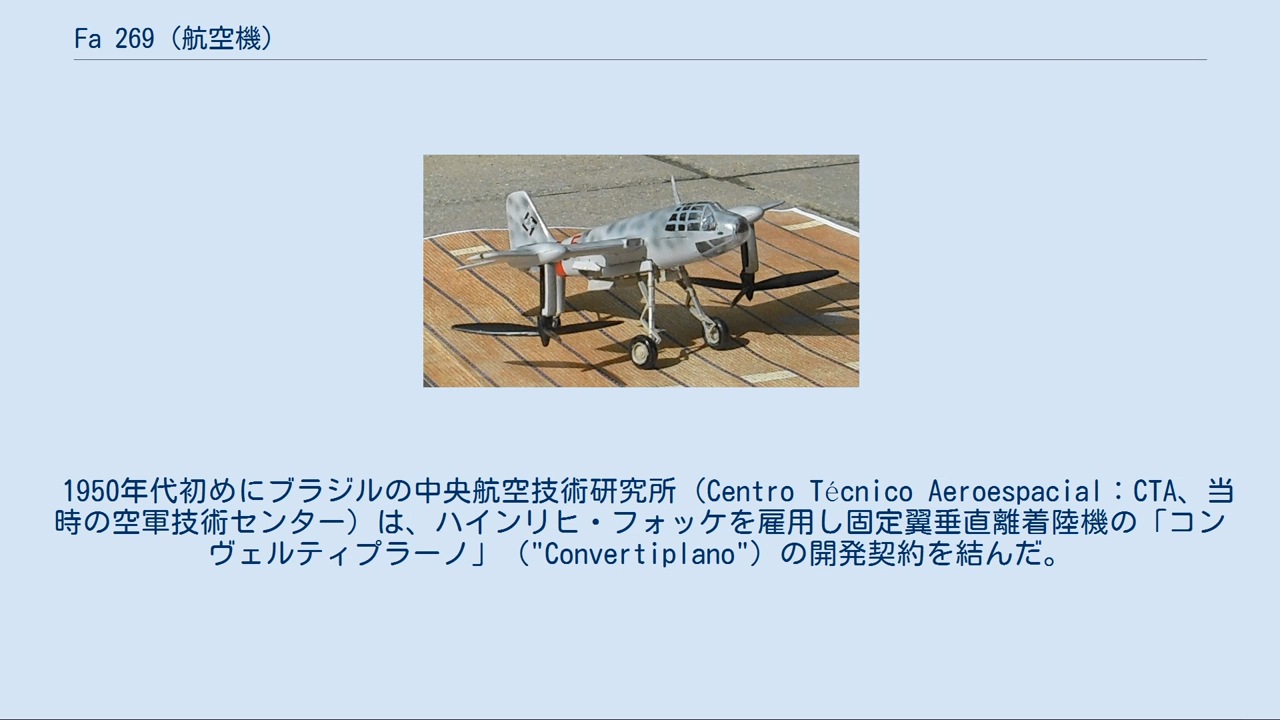 Fa 269（航空機）
1950年代初めにブラジルの中央航空技術研究所（Centro Técnico Aeroespacial：CTA、当
時の空軍技術センター）は、ハインリヒ・フォッケを雇用し固定翼垂直離着陸機の「コン
ヴェルティプラーノ」（"Convertiplano"）の開発契約を結んだ。